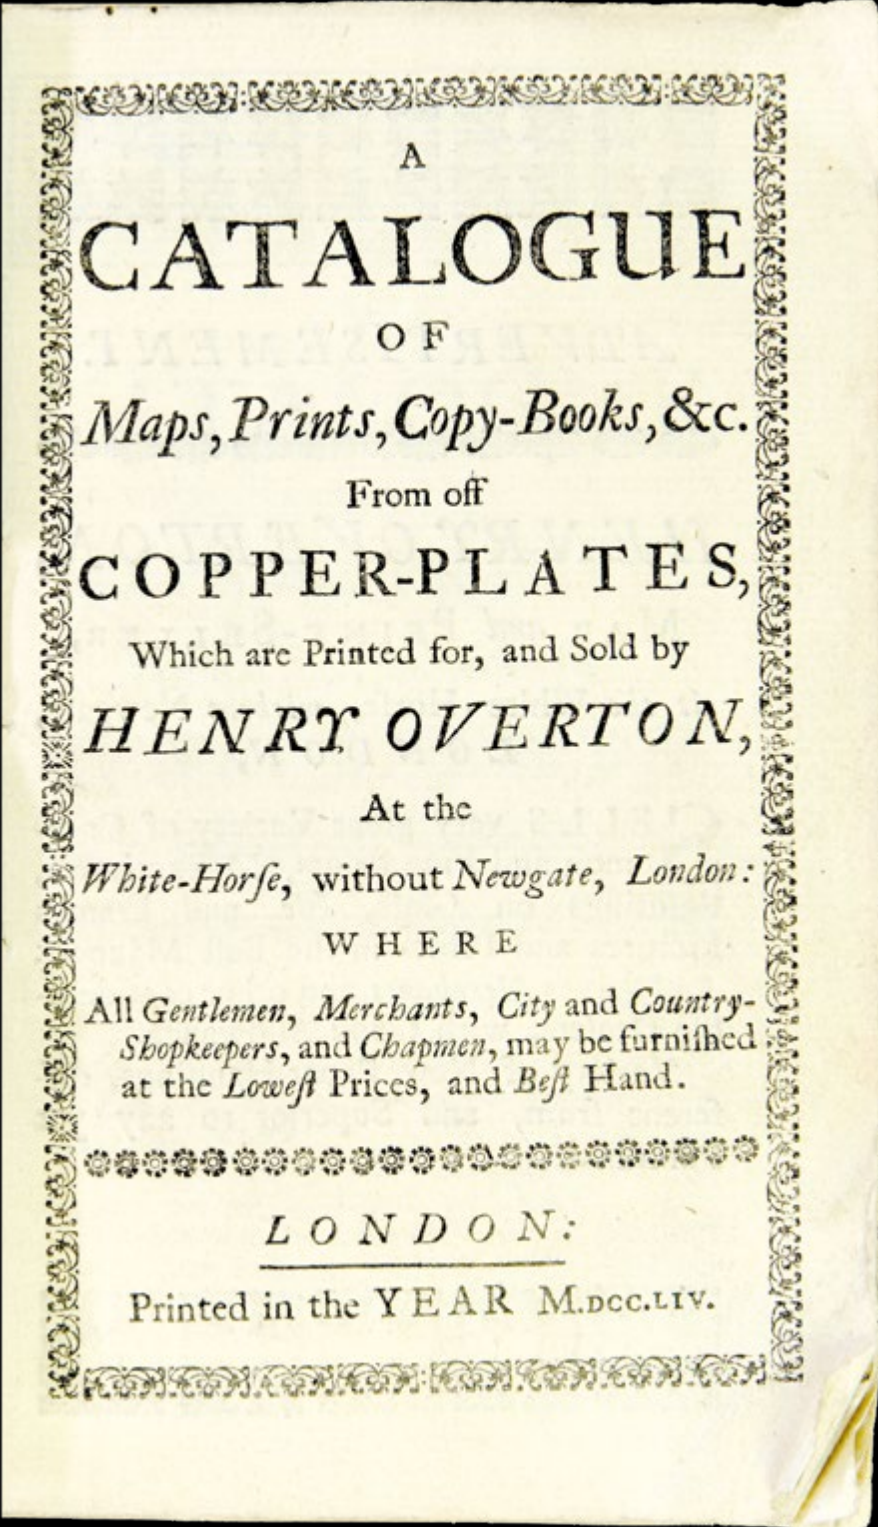 A
CATALOGUE
OF
Maps, Prints, Copy-Books, &c.
From off
COPPER-PLATES,
Which are Printed for, and Sold by
HENRY OVERTON,
At the
White-Horſe, without Newgate, London:
WHERE
All Gentlemen, Merchants, City and Country-
Shopkeepers, and Chapmen, may be furniſhed
at the Loweſt Prices, and Beſt Hand.
LONDON:
Printed in the YEAR M.DCC.LIV.